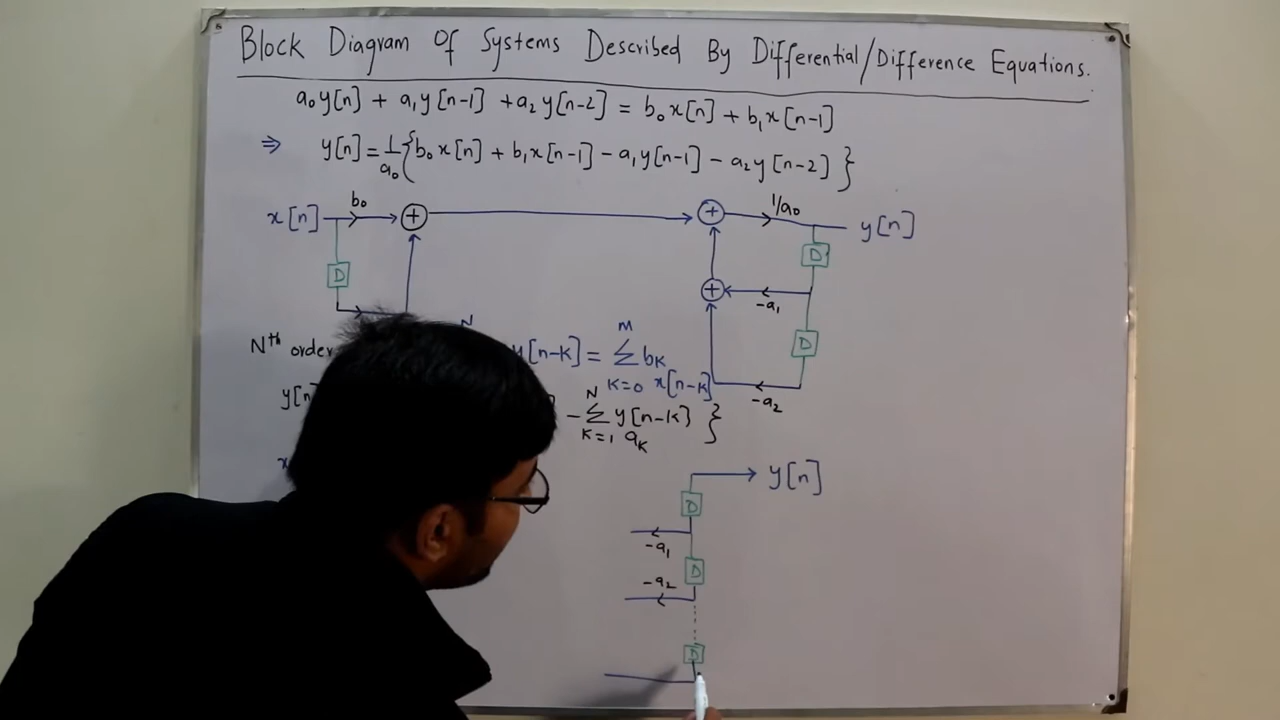 Block Diagram Of Systems Described By Differential/Difference Equations.
a₀y[n] + a₁y[n-1] + a₂y[n-2] = b₀x[n] + b₁x[n-1]
⇒ y[n] = 1/a₀ { b₀x[n] + b₁x[n-1] - a₁y[n-1] - a₂y[n-2] }
x[n] b₀ + + 1/a₀ y[n]
D D
+ -a₁
D
-a₂
Nth order N y[n-k] = M Σ K=0 bK x[n-k]
y[n - N Σ K=1 aK y[n-k] }
x
y[n]
D
-a₁
D
-a₂
D